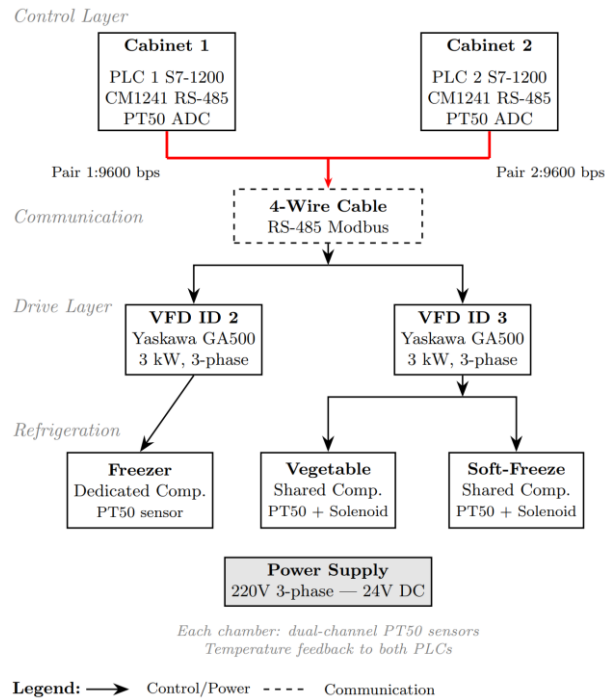 Control Layer
Cabinet 1
PLC 1 S7-1200
CM1241 RS-485
PT50 ADC
Cabinet 2
PLC 2 S7-1200
CM1241 RS-485
PT50 ADC
Pair 1:9600 bps
Pair 2:9600 bps
Communication
4-Wire Cable
RS-485 Modbus
Drive Layer
VFD ID 2
Yaskawa GA500
3 kW, 3-phase
VFD ID 3
Yaskawa GA500
3 kW, 3-phase
Refrigeration
Freezer
Dedicated Comp.
PT50 sensor
Vegetable
Shared Comp.
PT50 + Solenoid
Soft-Freeze
Shared Comp.
PT50 + Solenoid
Power Supply
220V 3-phase — 24V DC
Each chamber: dual-channel PT50 sensors
Temperature feedback to both PLCs
Legend: Control/Power Communication